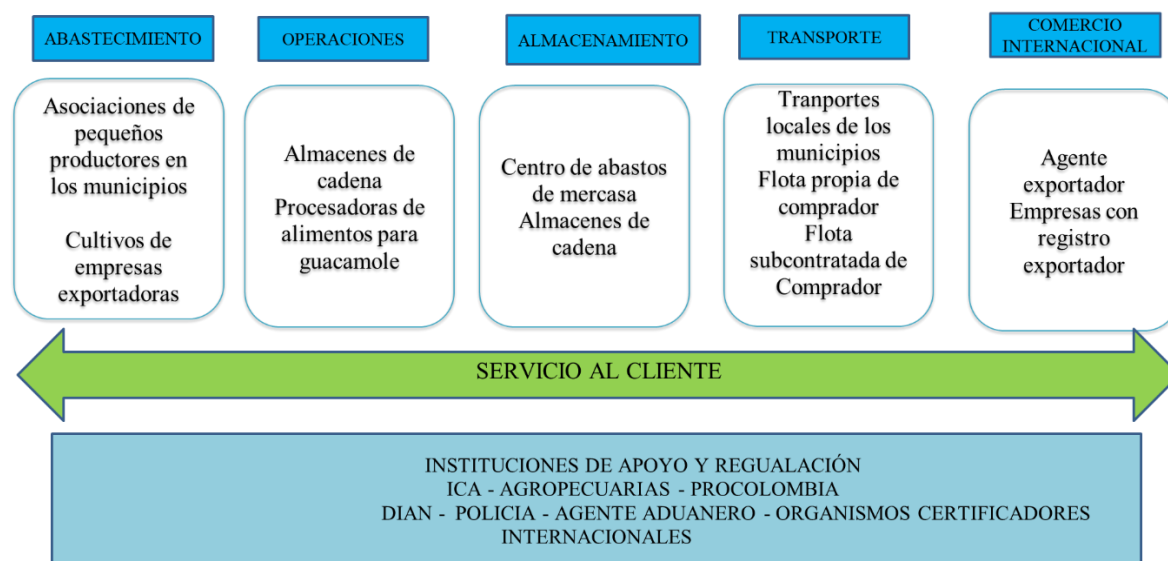 ABASTECIMIENTO
OPERACIONES
ALMACENAMIENTO
TRANSPORTE
COMERCIO
INTERNACIONAL
Asociaciones de
pequeños
productores en
los municipios
Cultivos de
empresas
exportadoras
Almacenes de
cadena
Procesadoras de
alimentos para
guacamole
Centro de abastos
de mercasa
Almacenes de
cadena
Tranportes
locales de los
municipios
Flota propia de
comprador
Flota
subcontratada de
Comprador
Agente
exportador
Empresas con
registro
exportador
SERVICIO AL CLIENTE
INSTITUCIONES DE APOYO Y REGUALACIÓN
ICA - AGROPECUARIAS - PROCOLOMBIA
DIAN - POLICIA - AGENTE ADUANERO - ORGANISMOS CERTIFICADORES
INTERNACIONALES